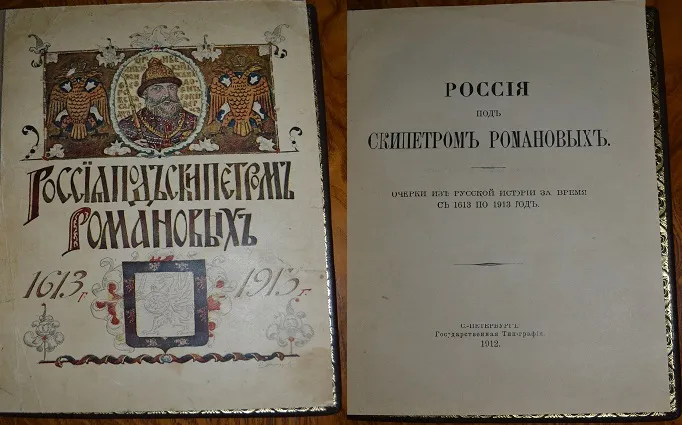 РОССІЯ ПОДЪ СКИПЕТРОМЪ
РОМАНОВЫХЪ
1613 г. 1913 г.
РОССІЯ
ПОДЪ
СКИПЕТРОМЪ РОМАНОВЫХЪ.
ОЧЕРКИ ИЗЪ РУССКОЙ ИСТОРІИ ЗА ВРЕМЯ
СЪ 1613 ПО 1913 ГОДЪ.
С.-ПЕТЕРБУРГЪ.
Государственная Типографія.
1912.